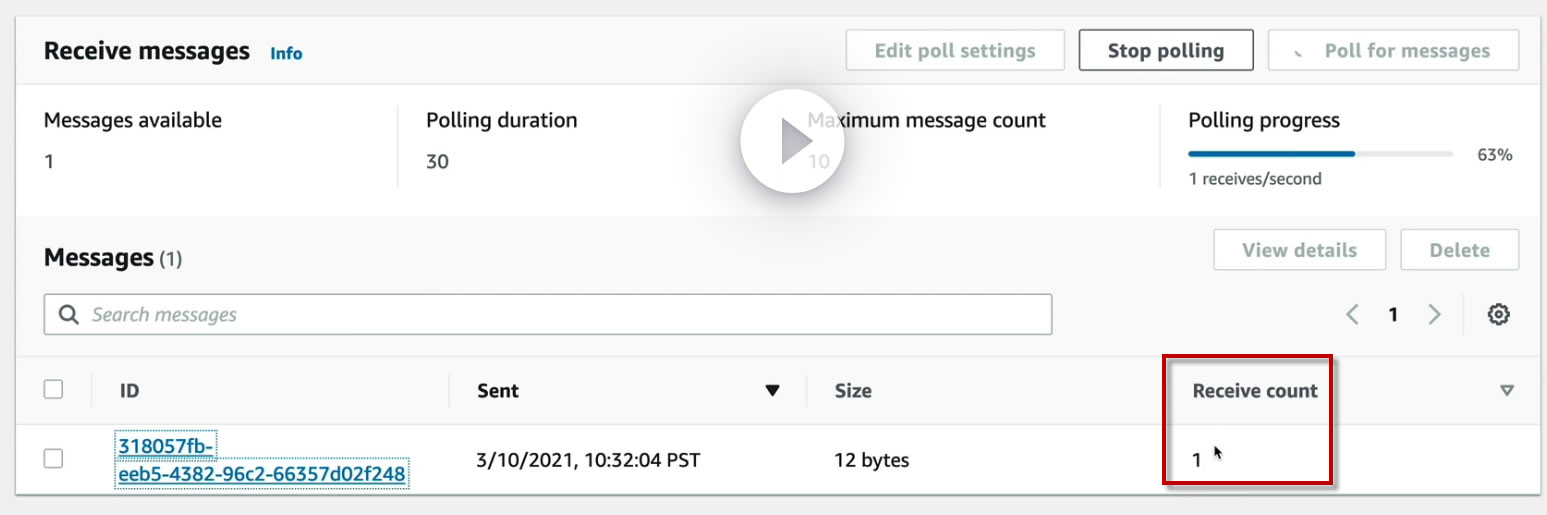 Receive messages Info Edit poll settings Stop polling Poll for messages
Messages available Polling duration Maximum message count Polling progress
1 30 10 63%
1 receives/second
Messages (1) View details Delete
Search messages 1
ID Sent Size Receive count
318057fb-
eeb5-4382-96c2-66357d02f248 3/10/2021, 10:32:04 PST 12 bytes 1